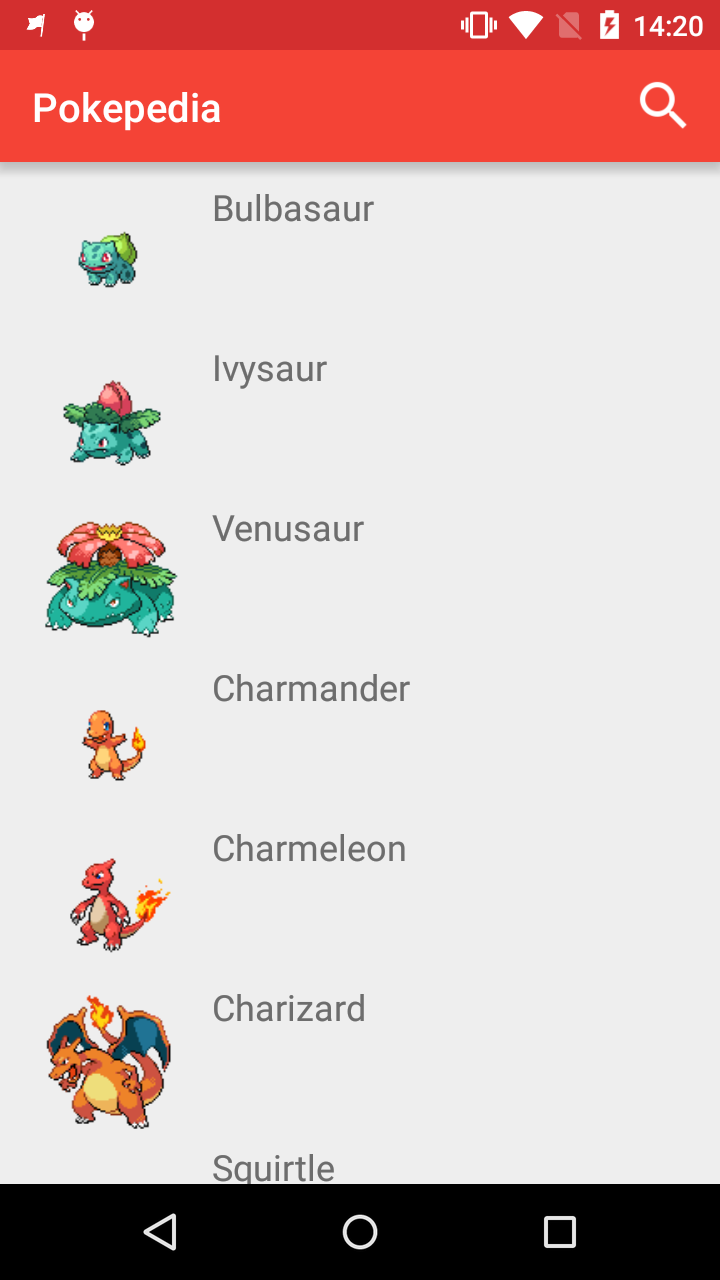 14:20
Pokepedia
Bulbasaur
Ivysaur
Venusaur
Charmander
Charmeleon
Charizard
Squirtle